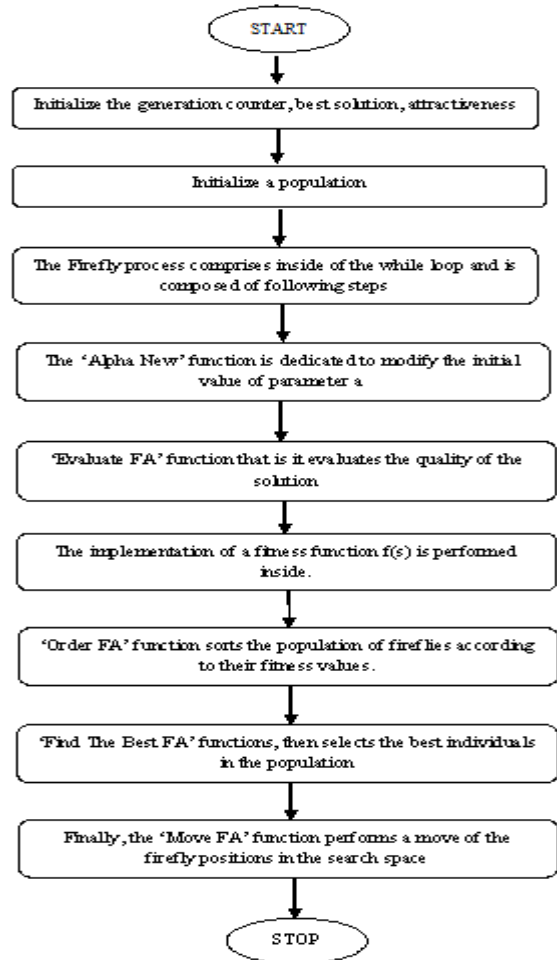 START
Initialize the generation counter, best solution, attractiveness
Initialize a population
The Firefly process comprises inside of the while loop and is
composed of following steps
The ‘Alpha New’ function is dedicated to modify the initial
value of parameter a
‘Evaluate FA’ function that is it evaluates the quality of the
solution
The implementation of a fitness function f(s) is performed
inside.
‘Order FA’ function sorts the population of fireflies according
to their fitness values.
‘Find The Best FA’ functions, then selects the best individuals
in the population
Finally, the ‘Move FA’ function performs a move of the
firefly positions in the search space
STOP